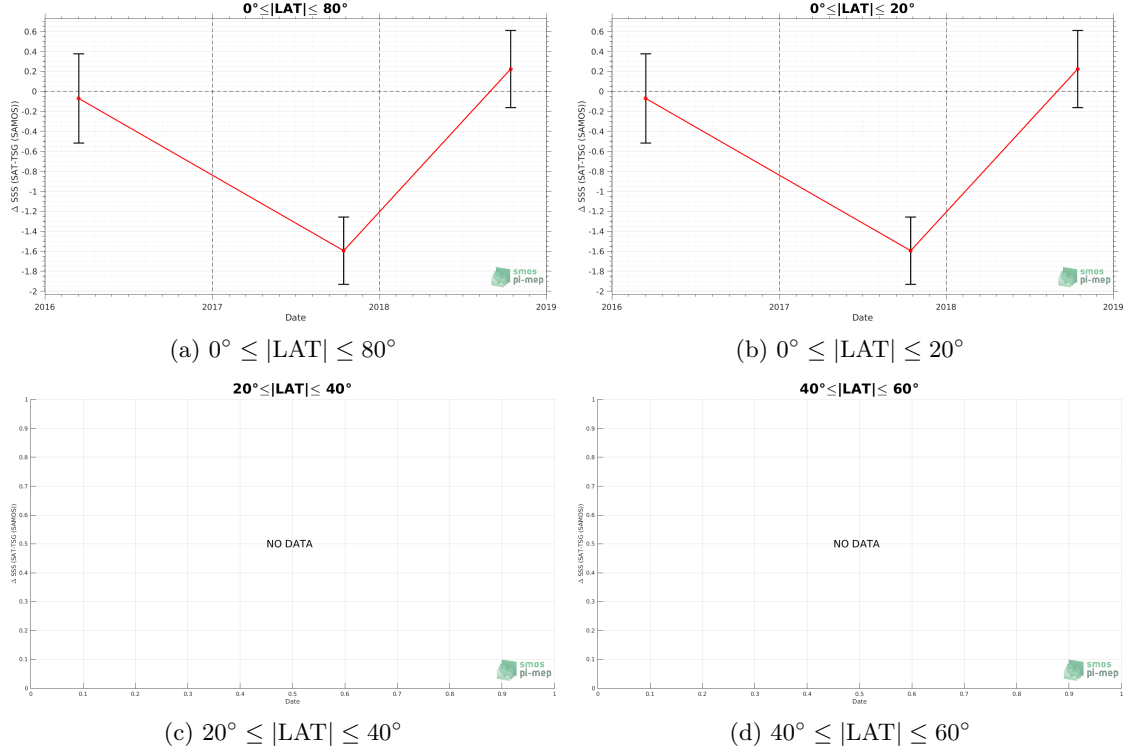 0°≤|LAT|≤ 80°
0.6
0.4
0.2
0
-0.2
-0.4
-0.6
-0.8
-1
-1.2
-1.4
-1.6
-1.8
-2
Δ SSS (SAT-TSG (SAMOS))
2016 2017 2018 2019
Date
smos
pi-mep
(a) 0° ≤ |LAT| ≤ 80°
0°≤|LAT|≤ 20°
0.6
0.4
0.2
0
-0.2
-0.4
-0.6
-0.8
-1
-1.2
-1.4
-1.6
-1.8
-2
Δ SSS (SAT-TSG (SAMOS))
2016 2017 2018 2019
Date
smos
pi-mep
(b) 0° ≤ |LAT| ≤ 20°
20°≤|LAT|≤ 40°
1
0.9
0.8
0.7
0.6
0.5
0.4
0.3
0.2
0.1
0
Δ SSS (SAT-TSG (SAMOS))
NO DATA
0 0.1 0.2 0.3 0.4 0.5 0.6 0.7 0.8 0.9 1
Date
smos
pi-mep
(c) 20° ≤ |LAT| ≤ 40°
40°≤|LAT|≤ 60°
1
0.9
0.8
0.7
0.6
0.5
0.4
0.3
0.2
0.1
0
Δ SSS (SAT-TSG (SAMOS))
NO DATA
0 0.1 0.2 0.3 0.4 0.5 0.6 0.7 0.8 0.9 1
Date
smos
pi-mep
(d) 40° ≤ |LAT| ≤ 60°